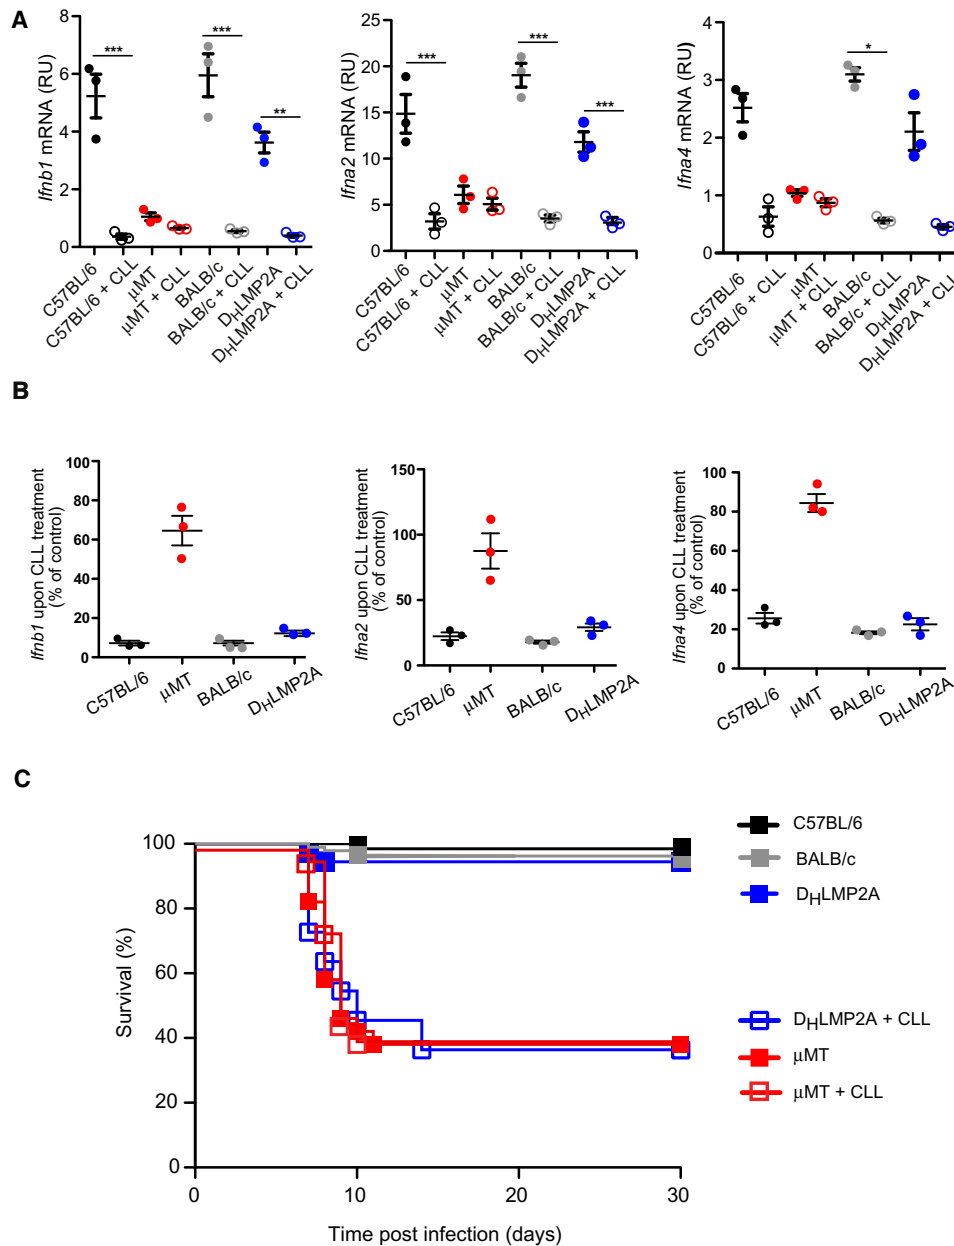 A
Ifnb1 mRNA (RU)
8
6
4
2
0
***
***
**
C57BL/6
C57BL/6 + CLL
μMT
μMT + CLL
BALB/c
BALB/c + CLL
DHLMP2A
DHLMP2A + CLL
Ifna2 mRNA (RU)
25
20
15
10
5
0
***
***
***
C57BL/6
C57BL/6 + CLL
μMT
μMT + CLL
BALB/c
BALB/c + CLL
DHLMP2A
DHLMP2A + CLL
Ifna4 mRNA (RU)
4
3
2
1
0
*
C57BL/6
C57BL/6 + CLL
μMT
μMT + CLL
BALB/c
BALB/c + CLL
DHLMP2A
DHLMP2A + CLL
B
Ifnb1 upon CLL treatment
(% of control)
100
80
60
40
20
0
C57BL/6
μMT
BALB/c
DHLMP2A
Ifna2 upon CLL treatment
(% of control)
150
100
50
0
C57BL/6
μMT
BALB/c
DHLMP2A
Ifna4 upon CLL treatment
(% of control)
100
80
60
40
20
0
C57BL/6
μMT
BALB/c
DHLMP2A
C
Survival (%)
100
80
60
40
20
0
0
10
20
30
Time post infection (days)
C57BL/6
BALB/c
DHLMP2A
DHLMP2A + CLL
μMT
μMT + CLL